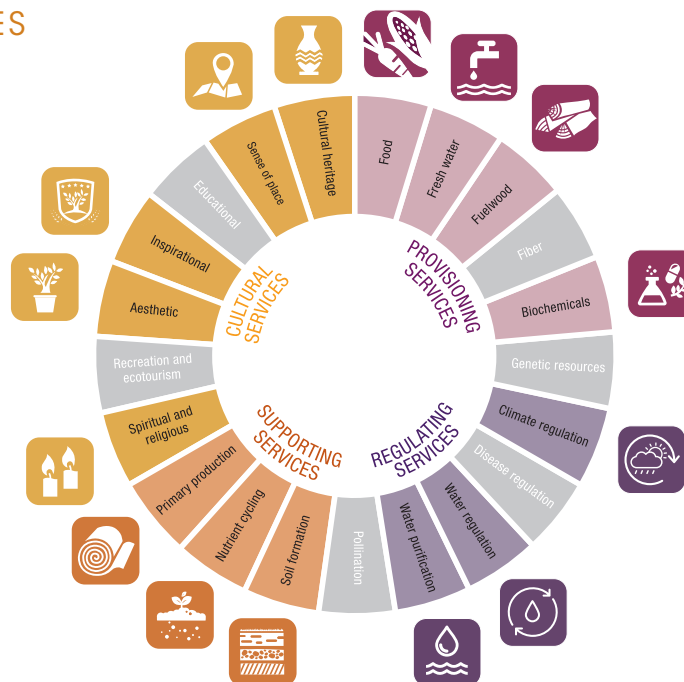 ES
Cultural heritage
Food
Fresh water
Fuelwood
Fiber
Biochemicals
Genetic resources
Climate regulation
Disease regulation
Water regulation
Water purification
Pollination
Soil formation
Nutrient cycling
Primary production
Spiritual and
religious
Recreation and
ecotourism
Aesthetic
Inspirational
Educational
Sense of place
CULTURAL
SERVICES
PROVISIONING
SERVICES
SUPPORTING
SERVICES
REGULATING
SERVICES